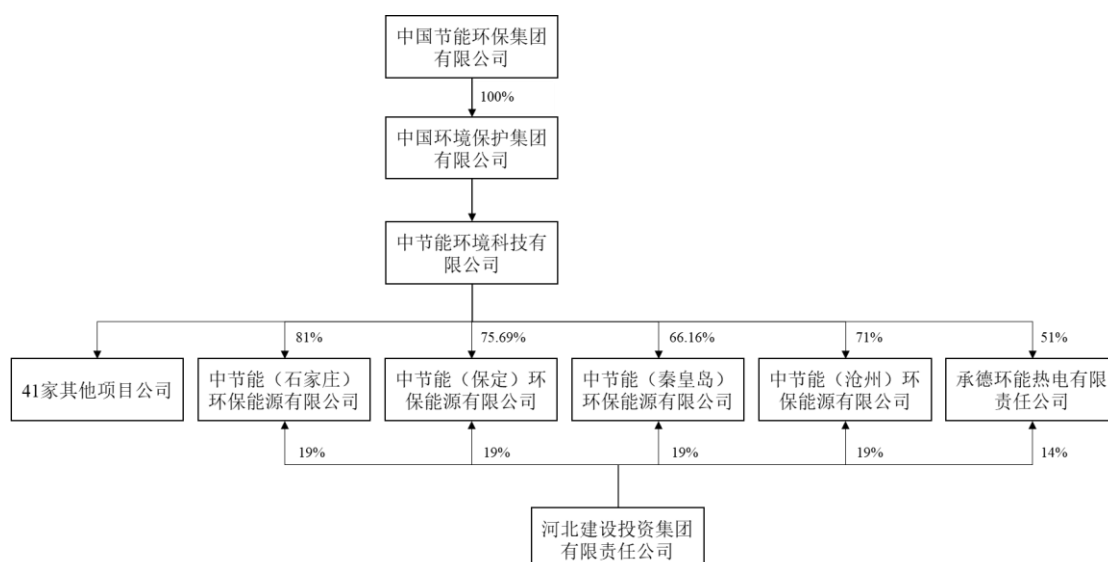 中国节能环保集团
有限公司
100%
中国环境保护集团
有限公司
中节能环境科技有
限公司
81%
75.69%
66.16%
71%
51%
41家其他项目公司
中节能（石家庄）
环保能源有限公司
中节能（保定）环
保能源有限公司
中节能（秦皇岛）
环保能源有限公司
中节能（沧州）环
保能源有限公司
承德环能热电有限
责任公司
19%
19%
19%
19%
14%
河北建设投资集团
有限责任公司